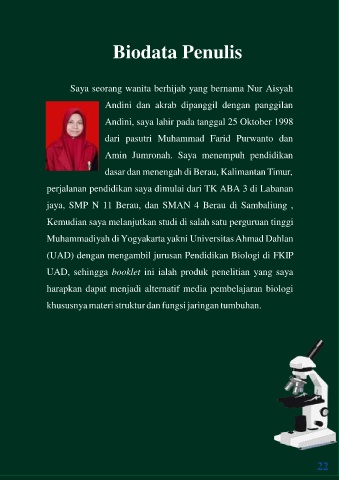 Biodata Penulis
Saya seorang wanita berhijab yang bernama Nur Aisyah
Andini dan akrab dipanggil dengan panggilan
Andini, saya lahir pada tanggal 25 Oktober 1998
dari pasutri Muhammad Farid Purwanto dan
Amin Jumronah. Saya menempuh pendidikan
dasar dan menengah di Berau, Kalimantan Timur,
perjalanan pendidikan saya dimulai dari TK ABA 3 di Labanan
jaya, SMP N 11 Berau, dan SMAN 4 Berau di Sambaliung ,
Kemudian saya melanjutkan studi di salah satu perguruan tinggi
Muhammadiyah di Yogyakarta yakni Universitas Ahmad Dahlan
(UAD) dengan mengambil jurusan Pendidikan Biologi di FKIP
UAD, sehingga booklet ini ialah produk penelitian yang saya
harapkan dapat menjadi alternatif media pembelajaran biologi
khususnya materi struktur dan fungsi jaringan tumbuhan.
22